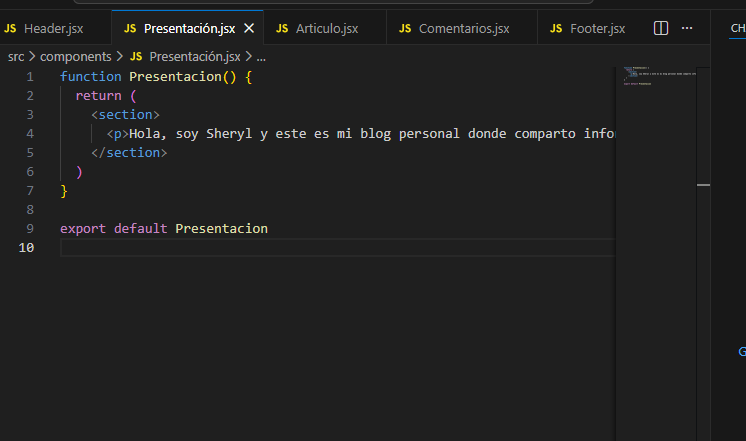 JS Header.jsx JS Presentación.jsx × JS Articulo.jsx JS Comentarios.jsx JS Footer.jsx ··· CH
src > components > JS Presentación.jsx > ...
1 function Presentacion() {
2 return (
3 <section>
4 <p>Hola, soy Sheryl y este es mi blog personal donde comparto info
5 </section>
6 )
7 }
8
9 export default Presentacion
10
G